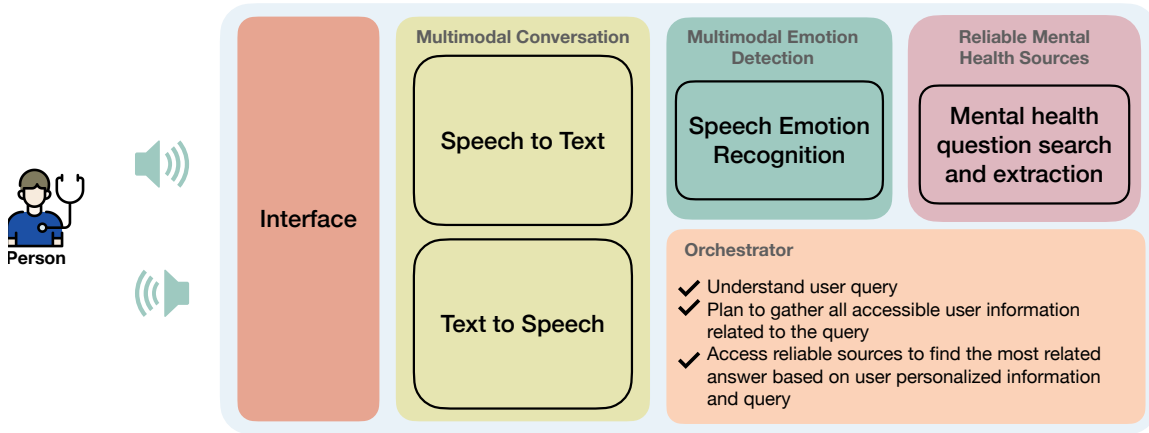 Person
Interface
Multimodal Conversation
Speech to Text
Text to Speech
Multimodal Emotion
Detection
Speech Emotion
Recognition
Reliable Mental
Health Sources
Mental health
question search
and extraction
Orchestrator
Understand user query
Plan to gather all accessible user information
related to the query
Access reliable sources to find the most related
answer based on user personalized information
and query